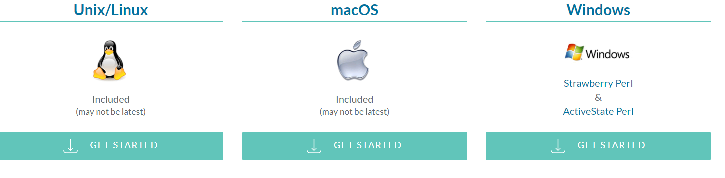 Unix/Linux
Included
(may not be latest)
GET STARTED
macOS
Included
(may not be latest)
GET STARTED
Windows
Windows
Strawberry Perl
&
ActiveState Perl
GET STARTED